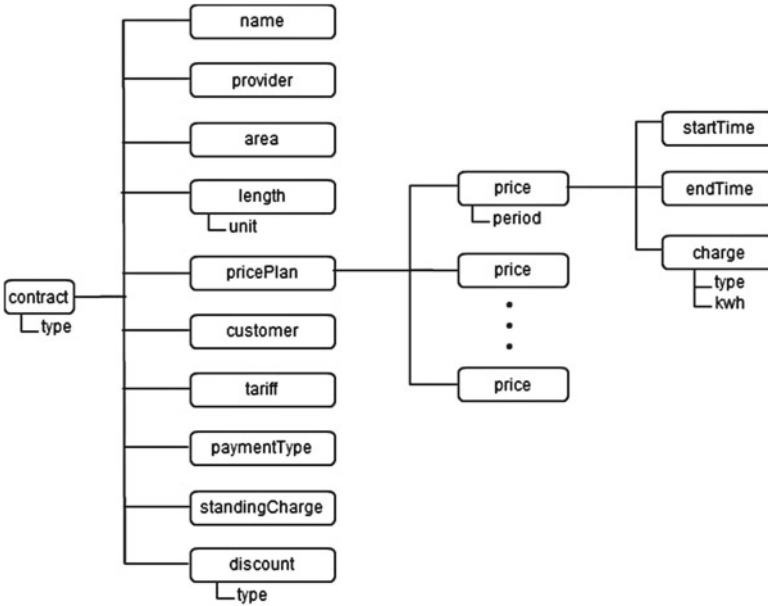 name
provider
area
length
unit
contract
type
pricePlan
customer
tariff
paymentType
standingCharge
discount
type
price
period
price
price
startTime
endTime
charge
type
kwh